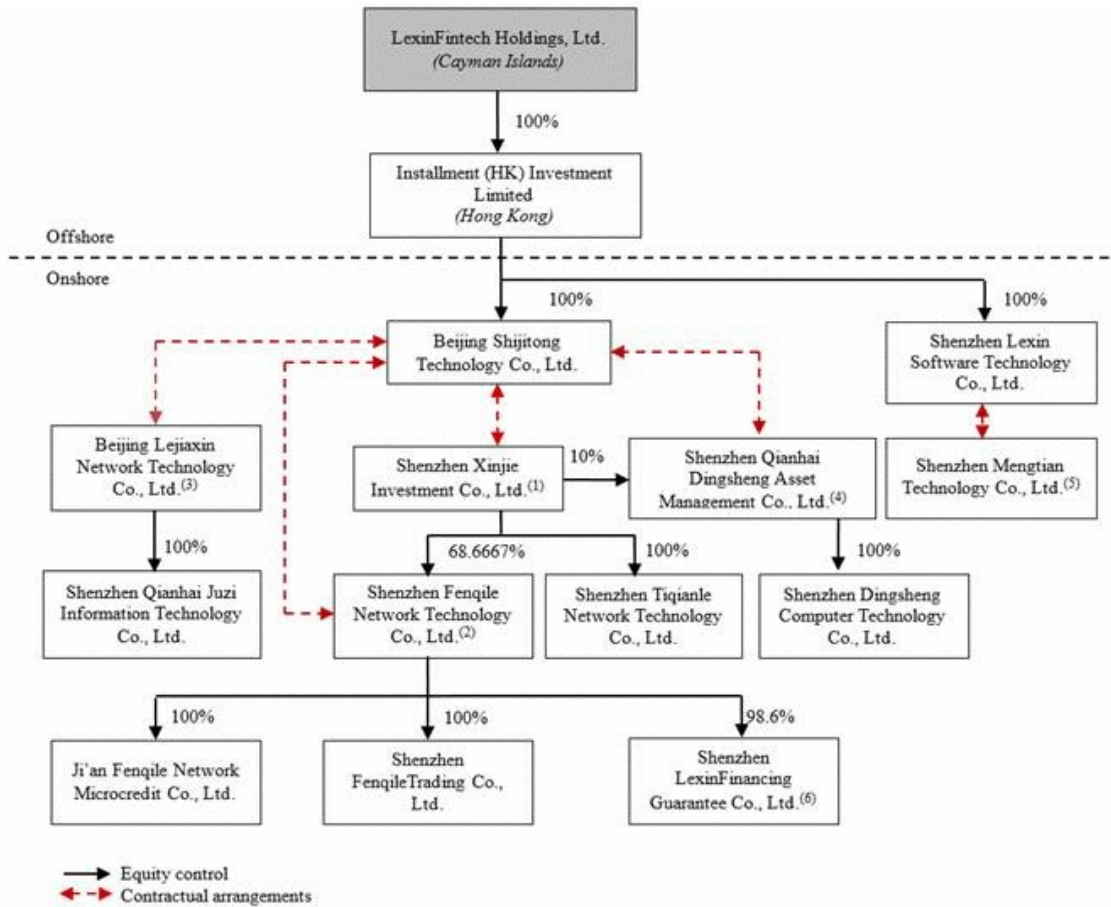 LexinFintech Holdings, Ltd.
(Cayman Islands)
100%
Installment (HK) Investment
Limited
(Hong Kong)
Offshore
Onshore
100%
100%
Beijing Shijitong
Technology Co., Ltd.
Shenzhen Lexin
Software Technology
Co., Ltd.
Beijing Lejiaxin
Network Technology
Co., Ltd.(3)
Shenzhen Xinjie
Investment Co., Ltd.(1)
10%
Shenzhen Qianhai
Dingsheng Asset
Management Co., Ltd.(4)
Shenzhen Mengtian
Technology Co., Ltd.(5)
100%
68.6667%
100%
100%
Shenzhen Qianhai Juzi
Information Technology
Co., Ltd.
Shenzhen Fenqile
Network Technology
Co., Ltd.(2)
Shenzhen Tiqianle
Network Technology
Co., Ltd.
Shenzhen Dingsheng
Computer Technology
Co., Ltd.
100%
100%
98.6%
Ji'an Fenqile Network
Microcredit Co., Ltd.
Shenzhen
FenqileTrading Co.,
Ltd.
Shenzhen
LexinFinancing
Guarantee Co., Ltd.(6)
Equity control
Contractual arrangements